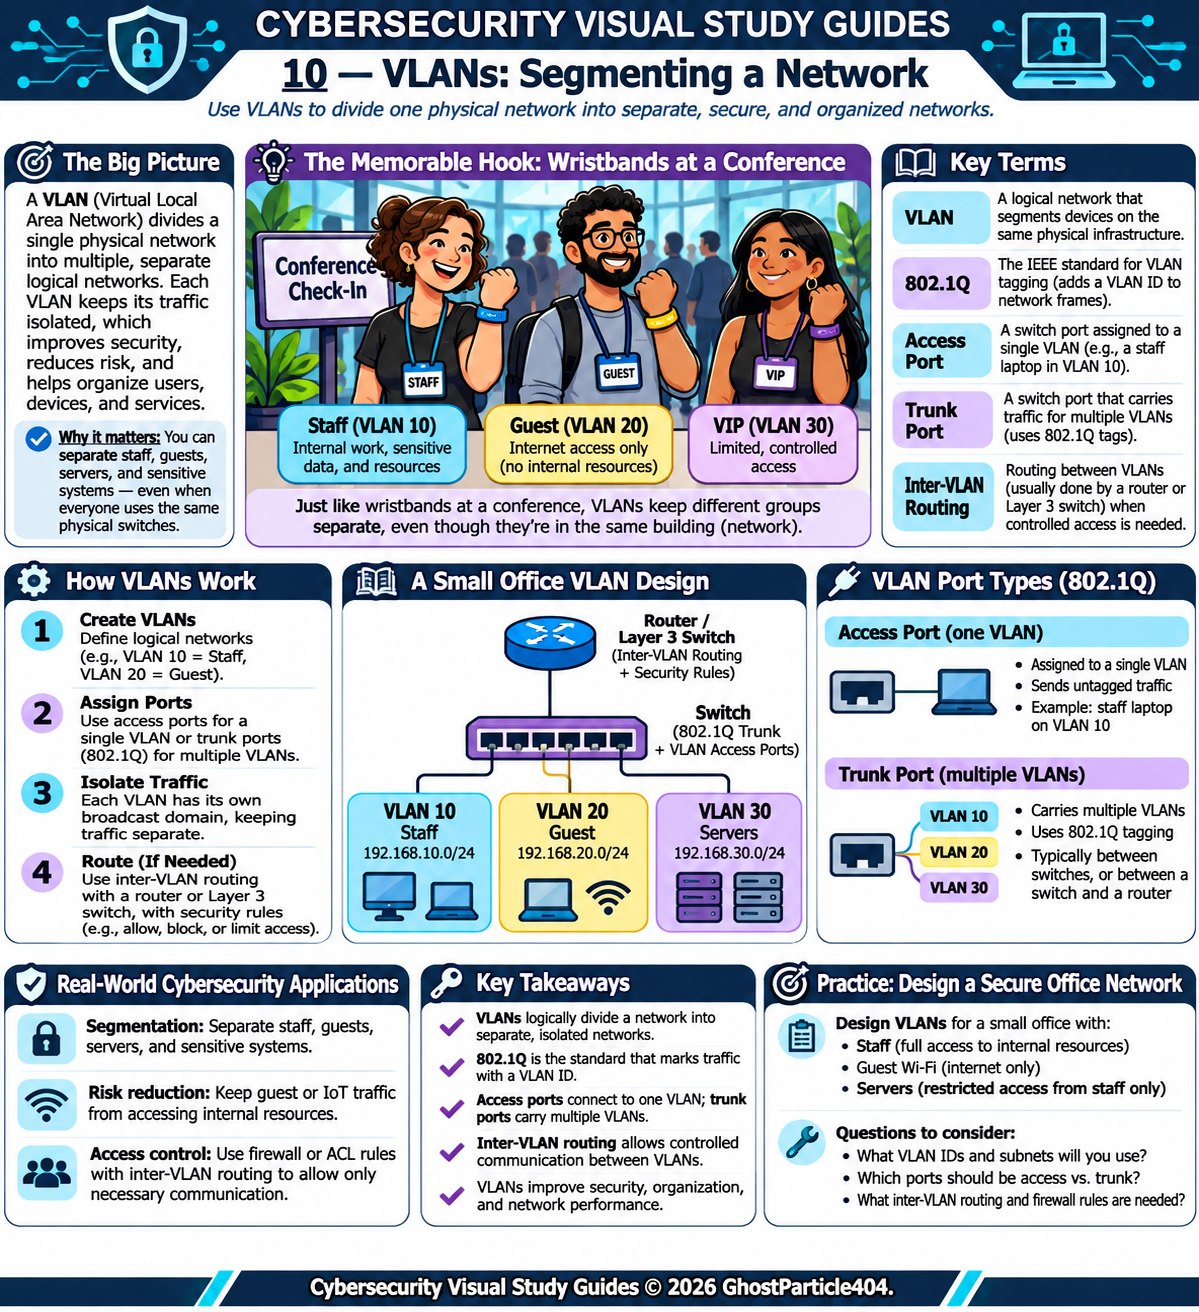 CYBERSECURITY VISUAL STUDY GUIDES
10 — VLANs: Segmenting a Network
Use VLANs to divide one physical network into separate, secure, and organized networks.
The Big Picture
A VLAN (Virtual Local
Area Network) divides a
single physical network
into multiple, separate
logical networks. Each
VLAN keeps its traffic
isolated, which
improves security,
reduces risk, and
helps organize users,
devices, and services.
Why it matters: You can
separate staff, guests,
servers, and sensitive
systems — even when
everyone uses the same
physical switches.
The Memorable Hook: Wristbands at a Conference
Conference
Check-In
STAFF
GUEST
VIP
Staff (VLAN 10)
Internal work, sensitive
data, and resources
Guest (VLAN 20)
Internet access only
(no internal resources)
VIP (VLAN 30)
Limited, controlled
access
Just like wristbands at a conference, VLANs keep different groups
separate, even though they're in the same building (network).
Key Terms
VLAN
A logical network that
segments devices on the
same physical infrastructure.
802.1Q
The IEEE standard for VLAN
tagging (adds a VLAN ID to
network frames).
Access
Port
A switch port assigned to a
single VLAN (e.g., a staff
laptop in VLAN 10).
Trunk
Port
A switch port that carries
traffic for multiple VLANs
(uses 802.1Q tags).
Inter-VLAN
Routing
Routing between VLANs
(usually done by a router or
Layer 3 switch) when
controlled access is needed.
How VLANs Work
1
Create VLANs
Define logical networks
(e.g., VLAN 10 = Staff,
VLAN 20 = Guest).
2
Assign Ports
Use access ports for a
single VLAN or trunk ports
(802.1Q) for multiple VLANs.
3
Isolate Traffic
Each VLAN has its own
broadcast domain, keeping
traffic separate.
4
Route (If Needed)
Use inter-VLAN routing
with a router or Layer 3
switch, with security rules
(e.g., allow, block, or limit access).
A Small Office VLAN Design
Router /
Layer 3 Switch
(Inter-VLAN Routing
+ Security Rules)
Switch
(802.1Q Trunk
+ VLAN Access Ports)
VLAN 10
Staff
192.168.10.0/24
VLAN 20
Guest
192.168.20.0/24
VLAN 30
Servers
192.168.30.0/24
VLAN Port Types (802.1Q)
Access Port (one VLAN)
• Assigned to a single VLAN
• Sends untagged traffic
• Example: staff laptop
on VLAN 10
Trunk Port (multiple VLANs)
VLAN 10
VLAN 20
VLAN 30
• Carries multiple VLANs
• Uses 802.1Q tagging
• Typically between
switches, or between a
switch and a router
Real-World Cybersecurity Applications
Segmentation: Separate staff, guests,
servers, and sensitive systems.
Risk reduction: Keep guest or IoT traffic
from accessing internal resources.
Access control: Use firewall or ACL rules
with inter-VLAN routing to allow only
necessary communication.
Key Takeaways
VLANs logically divide a network into
separate, isolated networks.
802.1Q is the standard that marks traffic
with a VLAN ID.
Access ports connect to one VLAN; trunk
ports carry multiple VLANs.
Inter-VLAN routing allows controlled
communication between VLANs.
VLANs improve security, organization,
and network performance.
Practice: Design a Secure Office Network
Design VLANs for a small office with:
• Staff (full access to internal resources)
• Guest Wi-Fi (internet only)
• Servers (restricted access from staff only)
Questions to consider:
• What VLAN IDs and subnets will you use?
• Which ports should be access vs. trunk?
• What inter-VLAN routing and firewall rules are needed?
Cybersecurity Visual Study Guides © 2026 GhostParticle404.